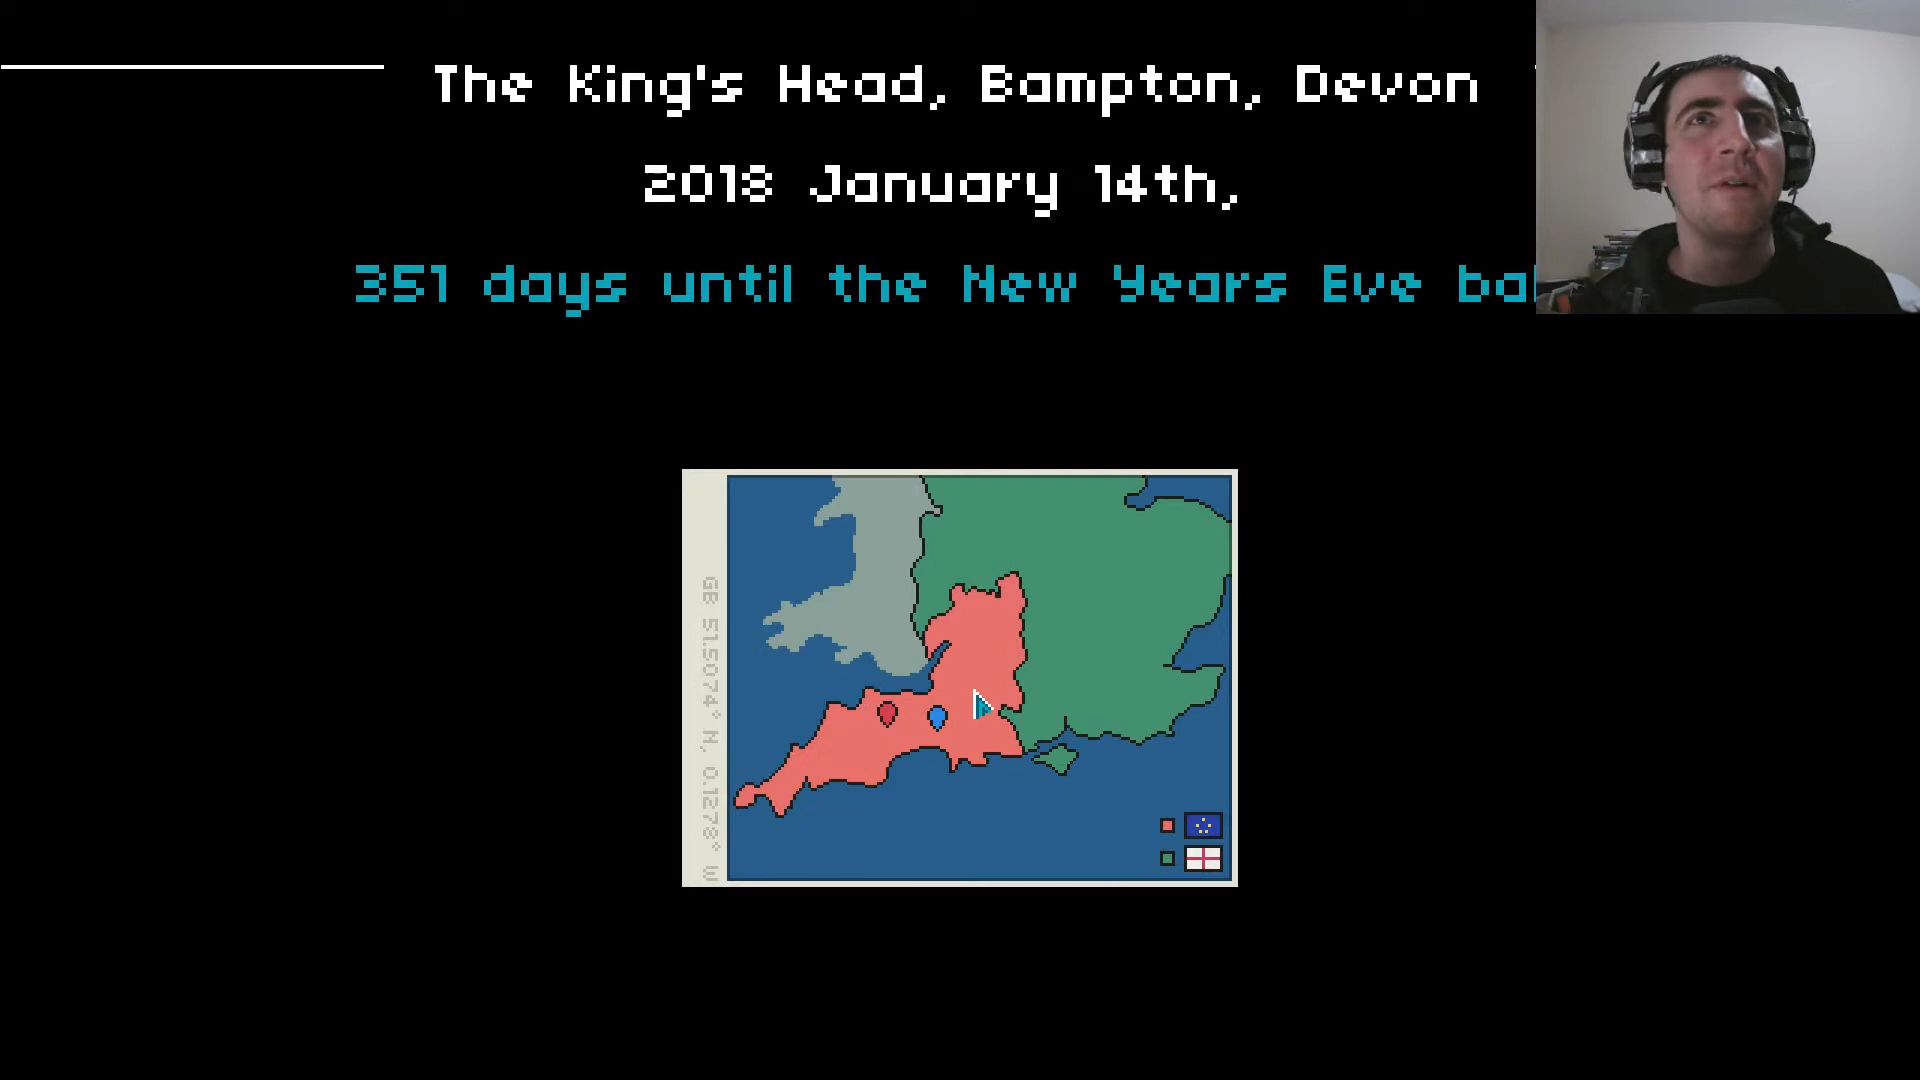 The King's Head, Bampton, Devon
2018 January 14th,
351 days until the New Years Eve
GB 51.5074° N, 0.1278° W